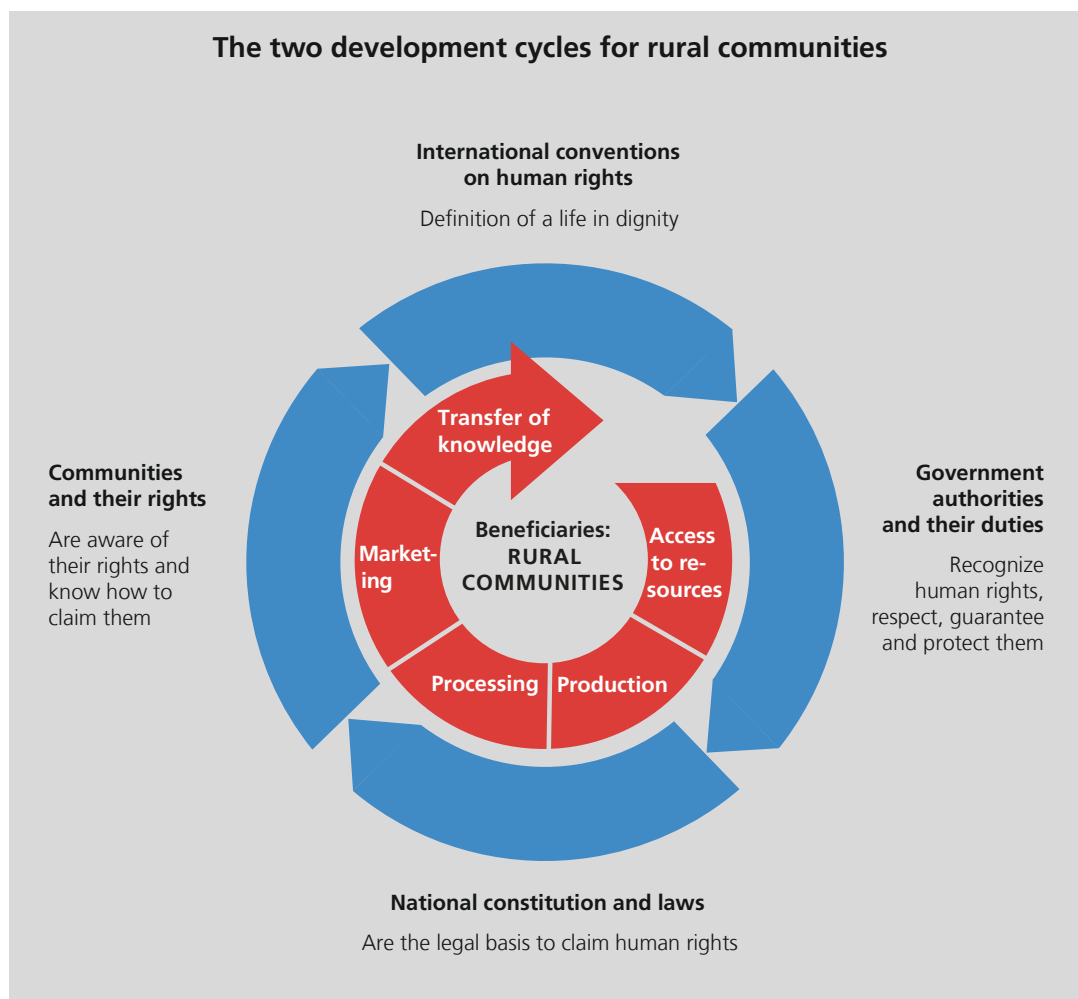 The two development cycles for rural communities
International conventions
on human rights
Definition of a life in dignity
Transfer of
knowledge
Communities
and their rights
Are aware of
their rights and
know how to
claim them
Market-
ing
Beneficiaries:
RURAL
COMMUNITIES
Access
to re-
sources
Government
authorities
and their duties
Recognize
human rights,
respect, guarantee
and protect them
Processing
Production
National constitution and laws
Are the legal basis to claim human rights